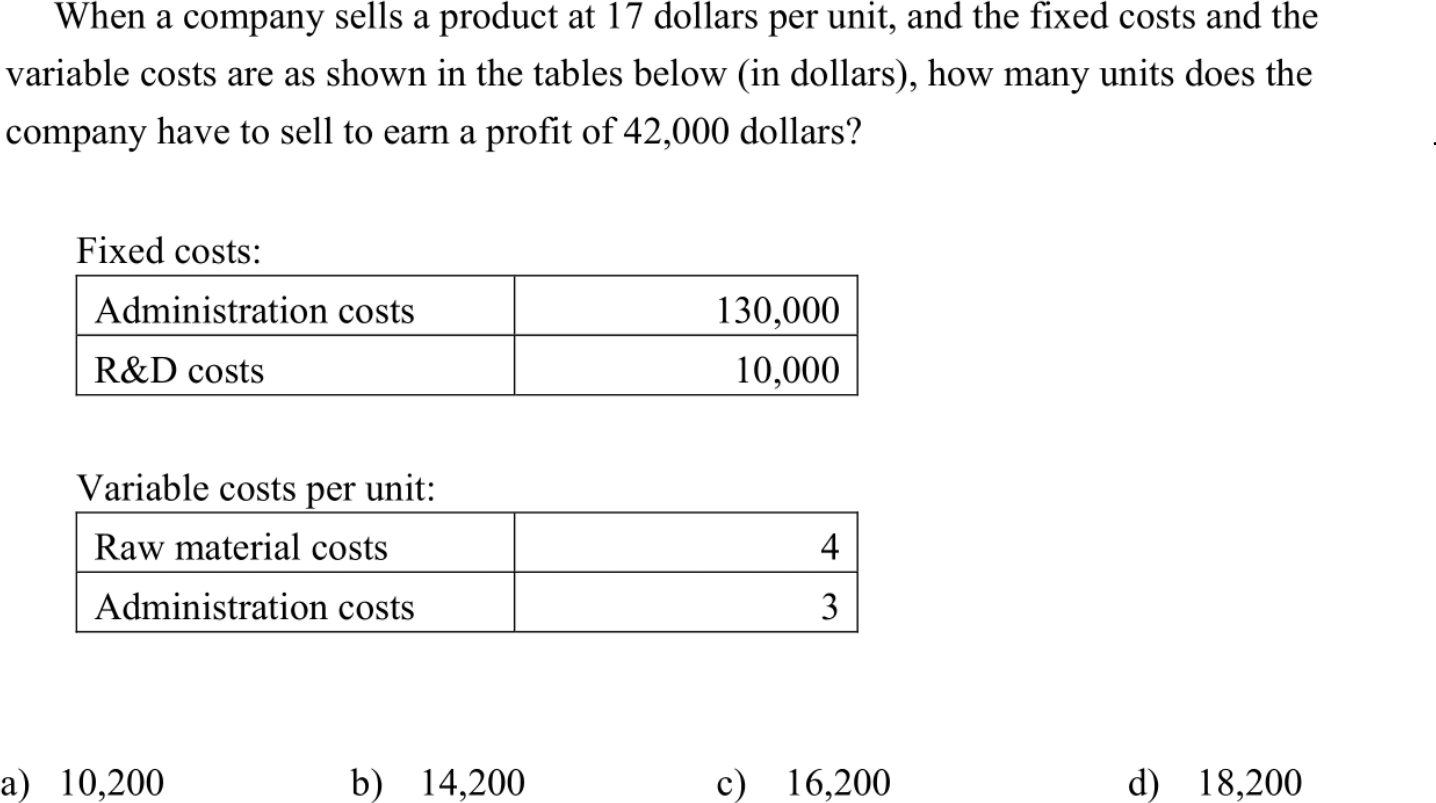 When a company sells a product at 17 dollars per unit, and the fixed costs and the
variable costs are as shown in the tables below (in dollars), how many units does the
company have to sell to earn a profit of 42,000 dollars?
Fixed costs:
Administration costs 130,000
R&D costs 10,000
Variable costs per unit:
Raw material costs 4
Administration costs 3
a) 10,200 b) 14,200 c) 16,200 d) 18,200